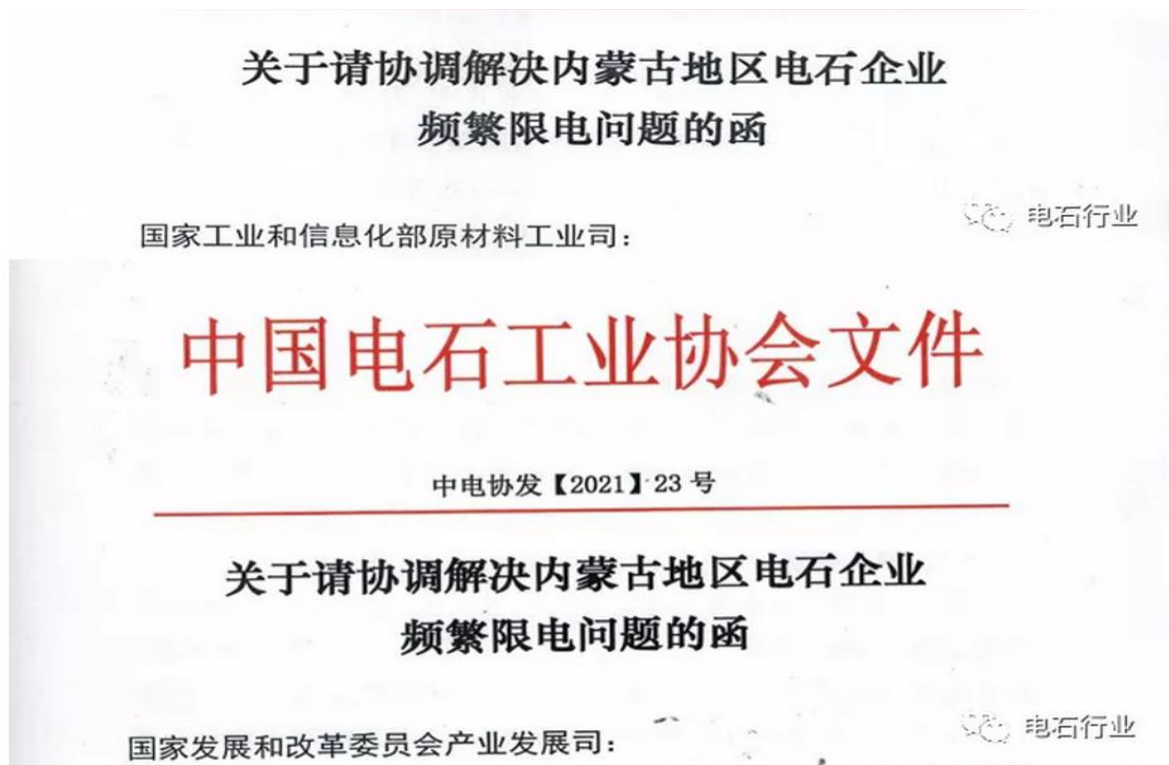 关于请协调解决内蒙古地区电石企业
频繁限电问题的函
电石行业
国家工业和信息化部原材料工业司：
中国电石工业协会文件
中电协发【2021】23 号
关于请协调解决内蒙古地区电石企业
频繁限电问题的函
电石行业
国家发展和改革委员会产业发展司：